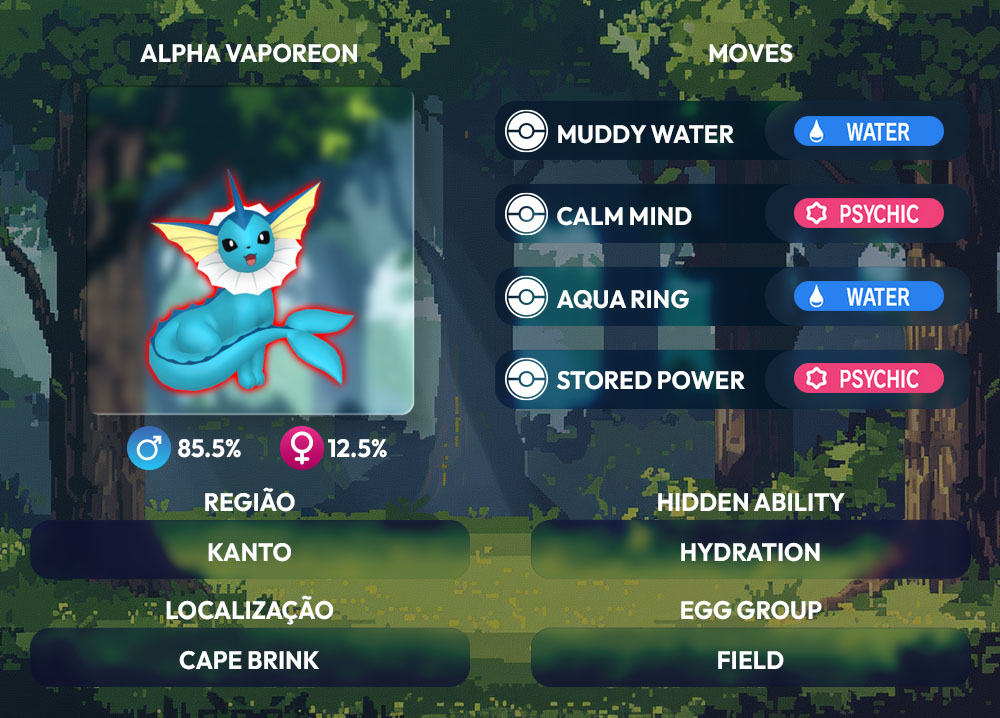 ALPHA VAPOREON
85.5%
12.5%
REGIÃO
KANTO
LOCALIZAÇÃO
CAPE BRINK
MOVES
MUDDY WATER WATER
CALM MIND PSYCHIC
AQUA RING WATER
STORED POWER PSYCHIC
HIDDEN ABILITY
HYDRATION
EGG GROUP
FIELD